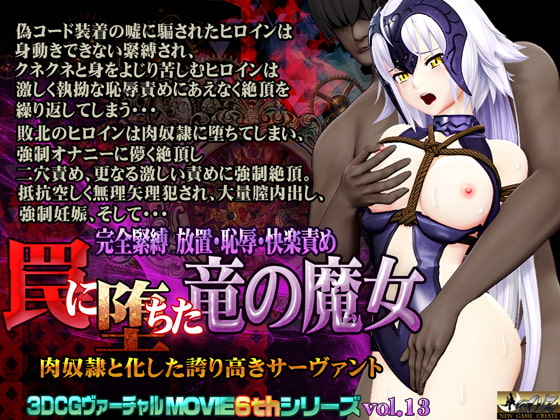 偽コード装着の嘘に騙されたヒロインは
身動きできない緊縛され、
クネクネと身をよじり苦しむヒロインは
激しく執拗な恥辱責めにあえなく絶頂を
繰り返してしまう・・・
敗北のヒロインは肉奴隷に堕ちてしまい、
強制オナニーに儚く絶頂し
二穴責め、更なる激しい責めに強制絶頂。
抵抗空しく無理矢理犯され、大量膣内出し、
強制妊娠、そして・・・
完全緊縛 放置・恥辱・快楽責め
罠に堕ちた竜の魔女
肉奴隷と化した誇り高きサーヴァント
3DCGヴァーチャルMOVIE6thシリーズ vol.13
NEW GAME CREATE